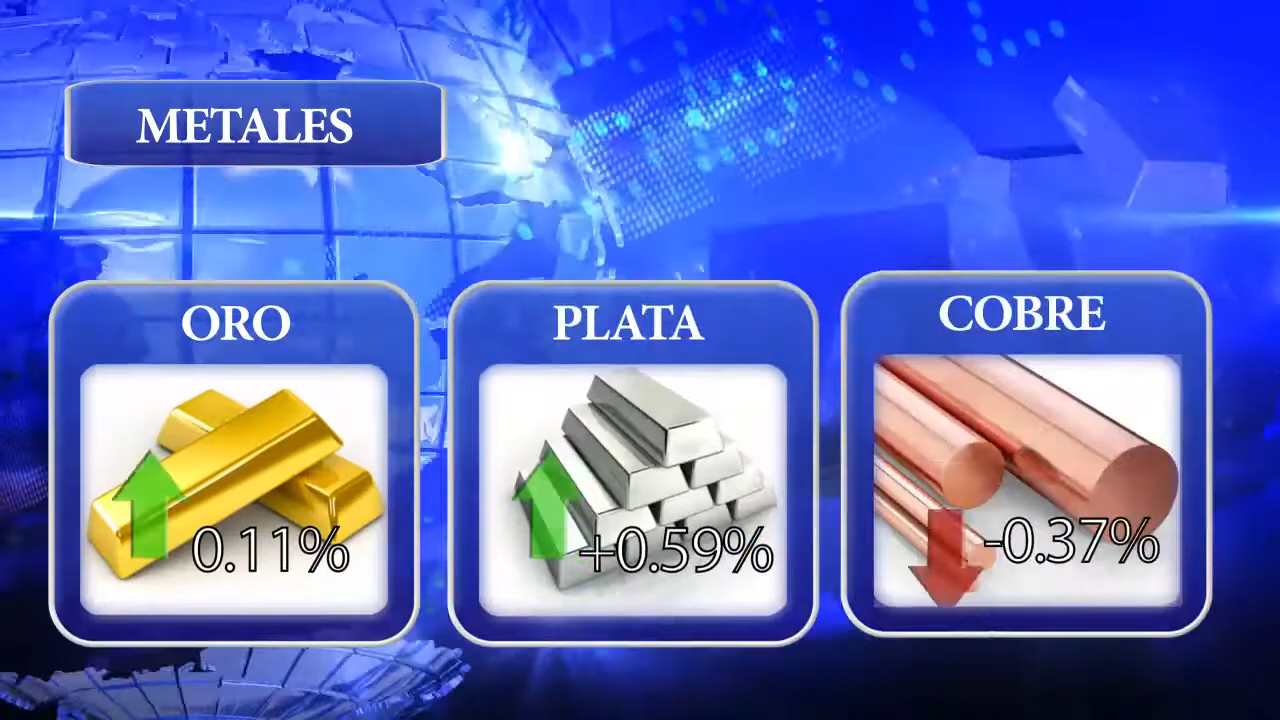 METALES
ORO
0.11%
PLATA
+0.59%
COBRE
-0.37%